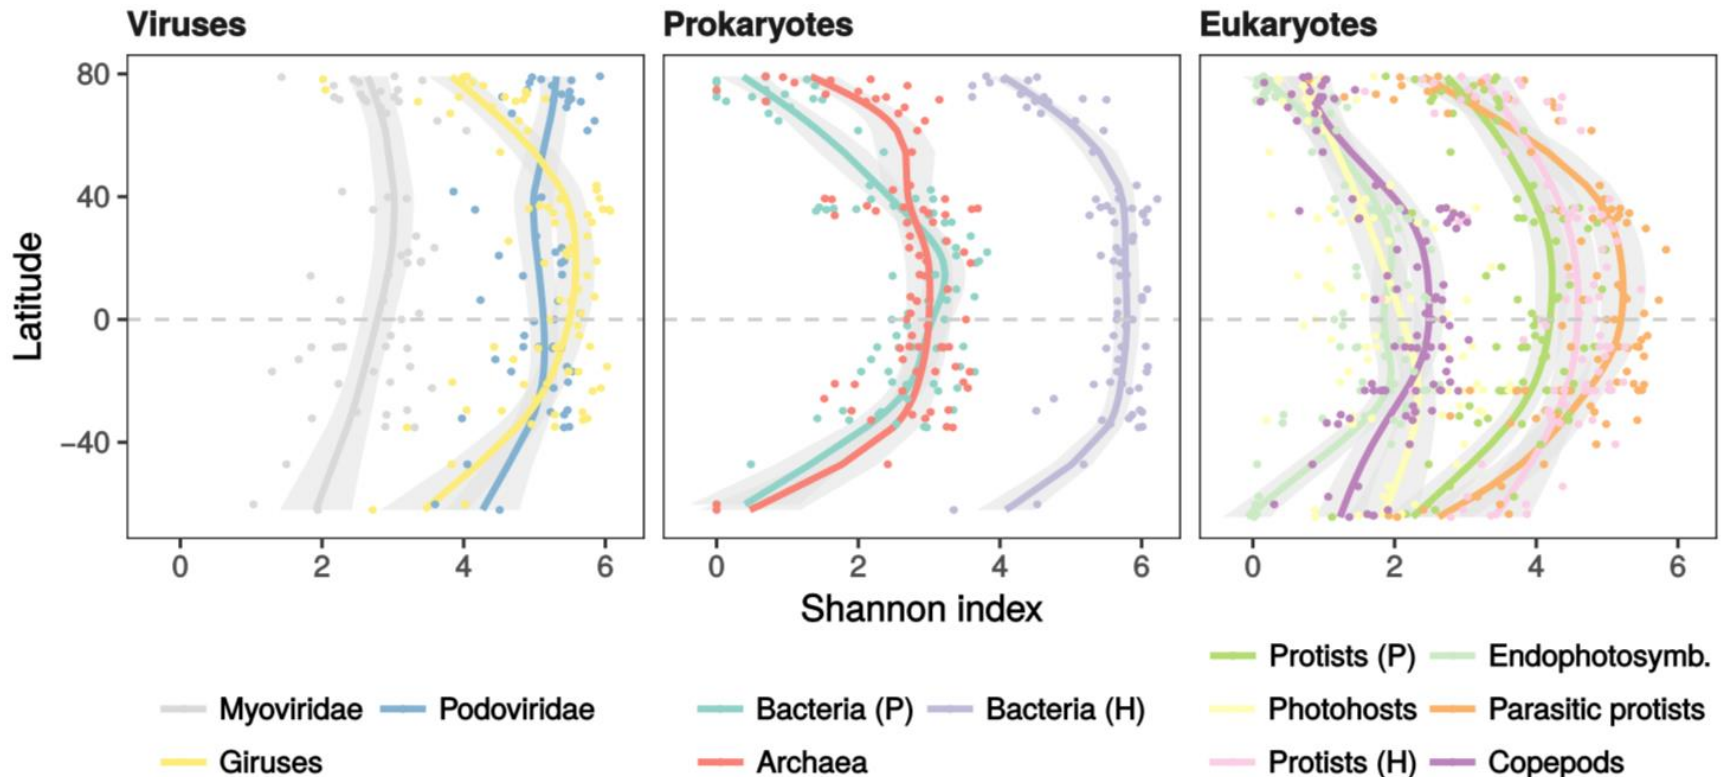 Viruses Prokaryotes Eukaryotes
80
40
0
−40
Latitude
0 2 4 6 0 2 4 6 0 2 4 6
Shannon index
Protists (P) Endophotosymb.
Myoviridae Podoviridae Bacteria (P) Bacteria (H) Photohosts Parasitic protists
Giruses Archaea Protists (H) Copepods